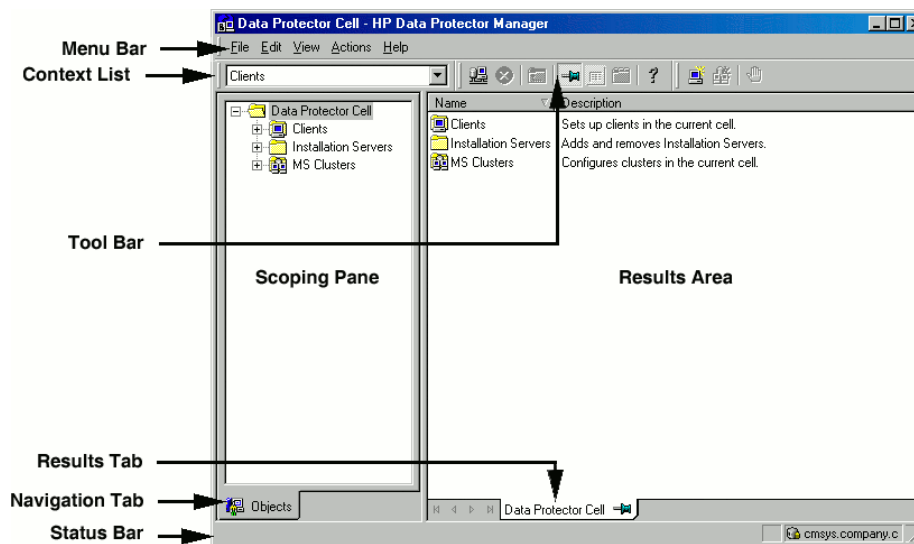 Data Protector Cell - HP Data Protector Manager
Menu Bar
File Edit View Actions Help
Context List
Clients
?
Name Description
Data Protector Cell
Clients
Installation Servers
MS Clusters
Clients Sets up clients in the current cell.
Installation Servers Adds and removes Installation Servers.
MS Clusters Configures clusters in the current cell.
Tool Bar
Scoping Pane
Results Area
Results Tab
Navigation Tab
Objects
Data Protector Cell
Status Bar
cmsys.company.c